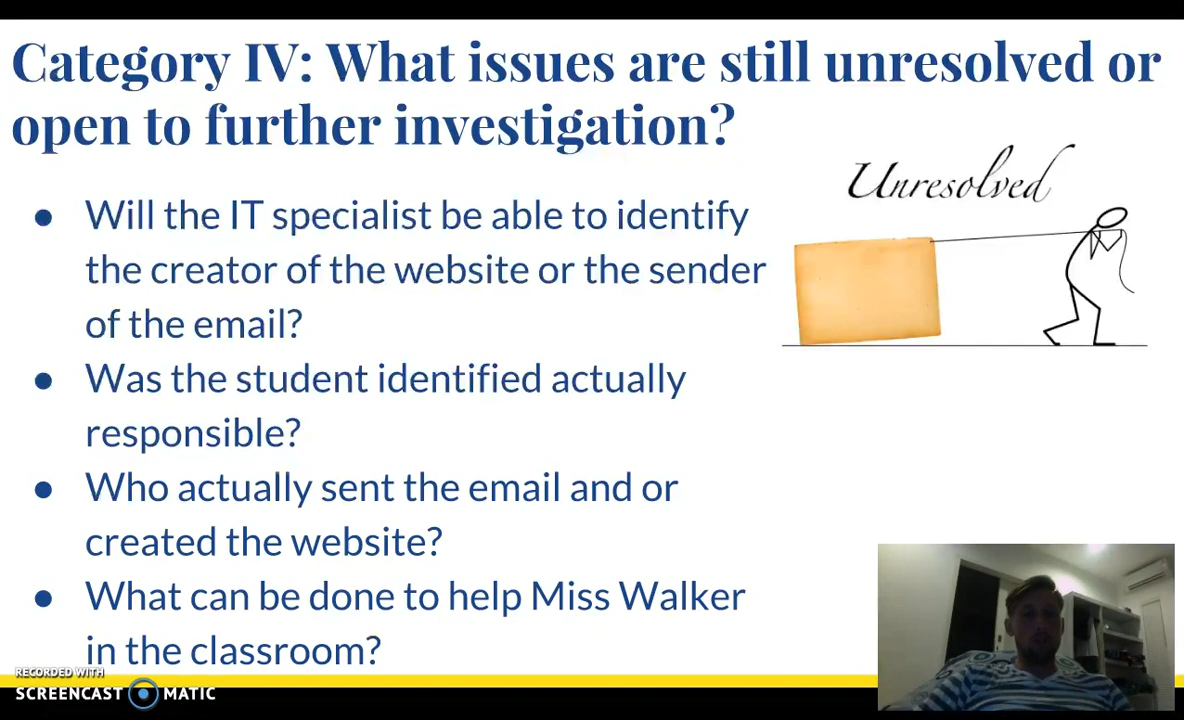 Category IV: What issues are still unresolved or
open to further investigation?
Unresolved
● Will the IT specialist be able to identify
the creator of the website or the sender
of the email?
● Was the student identified actually
responsible?
● Who actually sent the email and or
created the website?
● What can be done to help Miss Walker
in the classroom?
RECORDED WITH
SCREENCAST MATIC